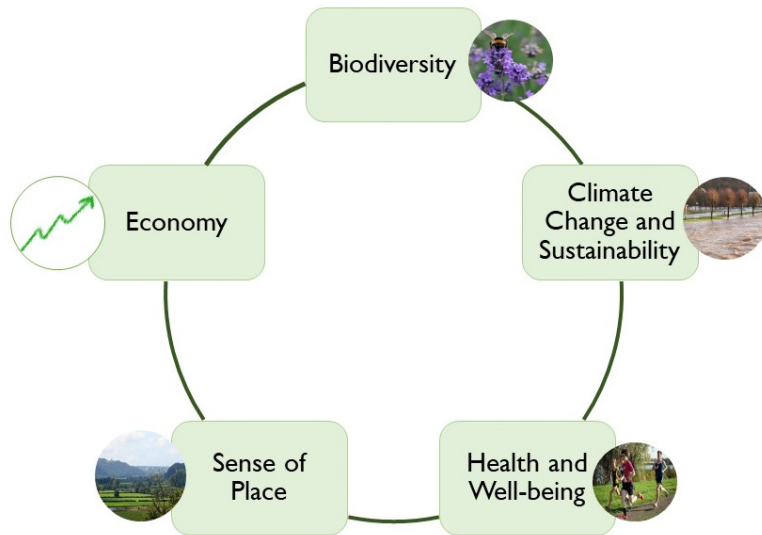 Biodiversity
Climate
Change and
Sustainability
Health and
Well-being
Sense of
Place
Economy